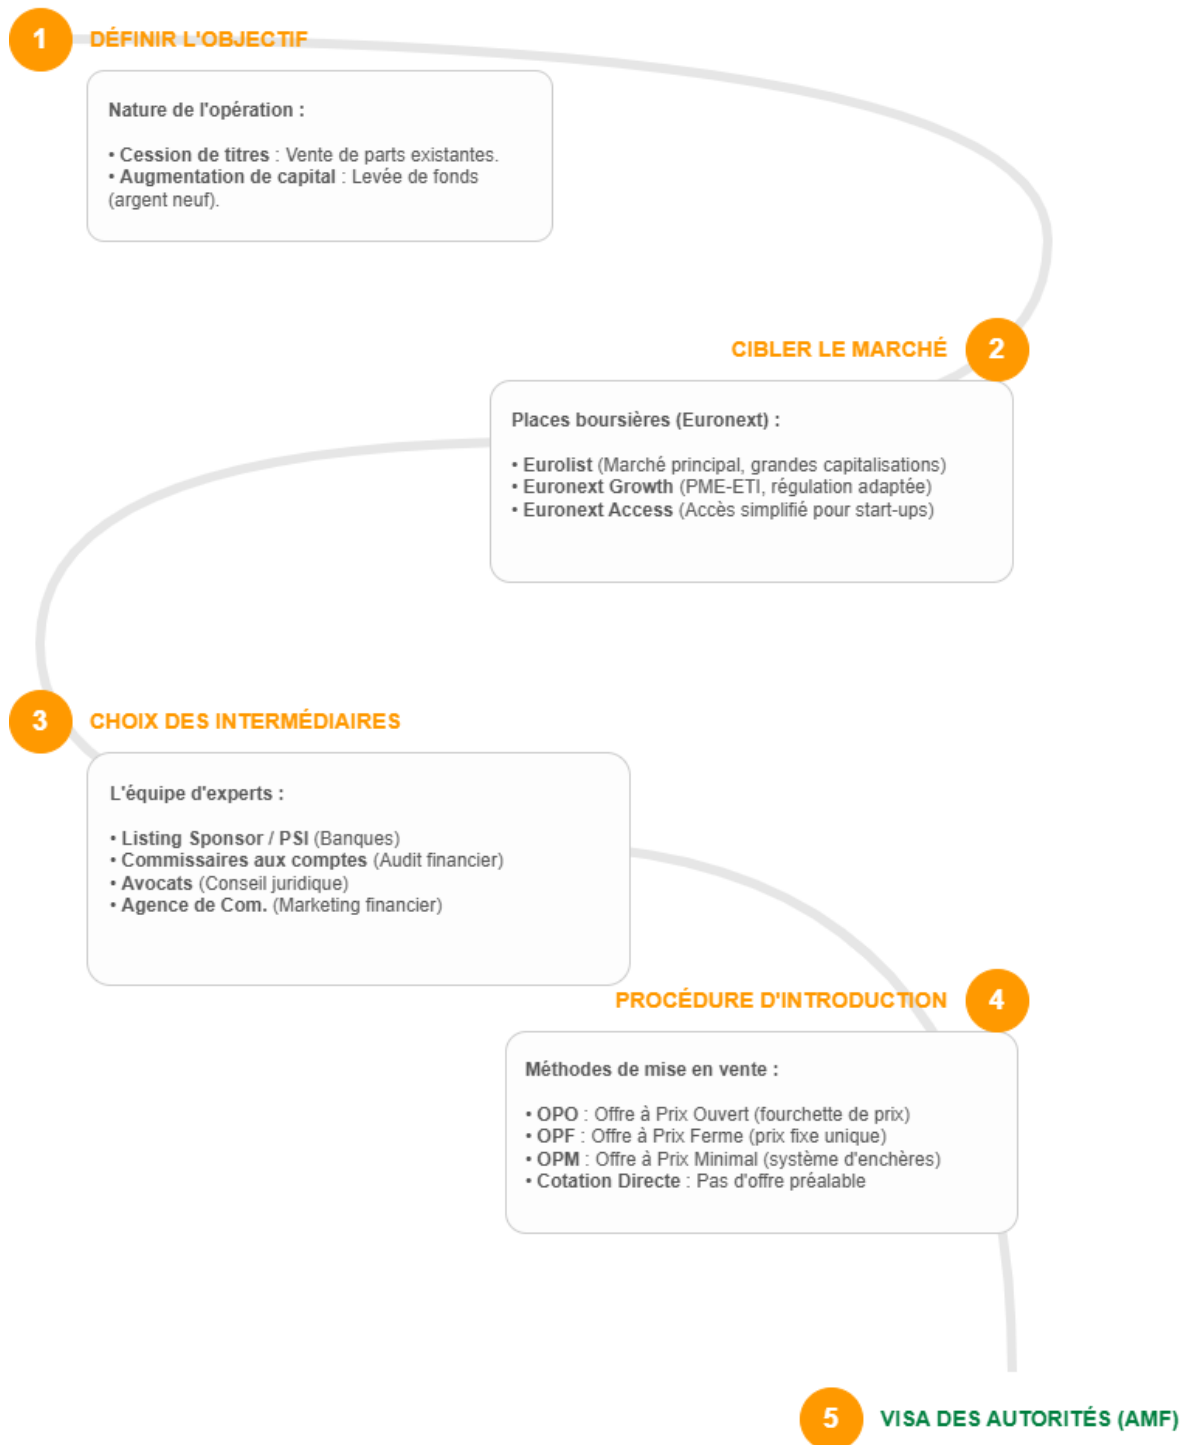 1
DÉFINIR L'OBJECTIF
Nature de l'opération :
• Cession de titres : Vente de parts existantes.
• Augmentation de capital : Levée de fonds
(argent neuf).
CIBLER LE MARCHÉ
2
Places boursières (Euronext) :
• Eurolist (Marché principal, grandes capitalisations)
• Euronext Growth (PME-ETI, régulation adaptée)
• Euronext Access (Accès simplifié pour start-ups)
3
CHOIX DES INTERMÉDIAIRES
L'équipe d'experts :
• Listing Sponsor / PSI (Banques)
• Commissaires aux comptes (Audit financier)
• Avocats (Conseil juridique)
• Agence de Com. (Marketing financier)
PROCÉDURE D'INTRODUCTION
4
Méthodes de mise en vente :
• OPO : Offre à Prix Ouvert (fourchette de prix)
• OPF : Offre à Prix Ferme (prix fixe unique)
• OPM : Offre à Prix Minimal (système d'enchères)
• Cotation Directe : Pas d'offre préalable
5
VISA DES AUTORITÉS (AMF)